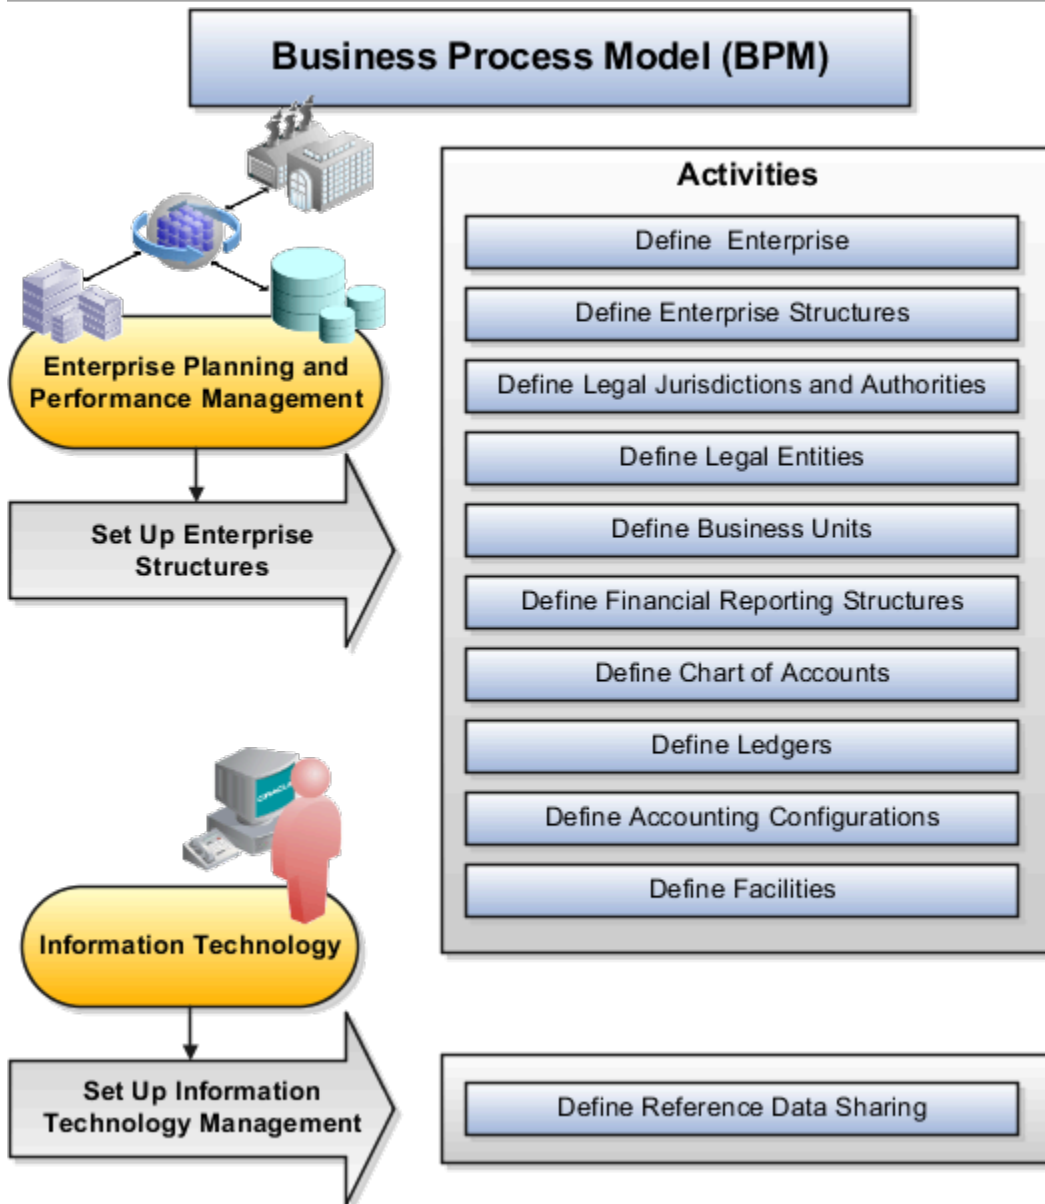 Business Process Model (BPM)
Activities
Define Enterprise
Define Enterprise Structures
Define Legal Jurisdictions and Authorities
Define Legal Entities
Define Business Units
Define Financial Reporting Structures
Define Chart of Accounts
Define Ledgers
Define Accounting Configurations
Define Facilities
Enterprise Planning and
Performance Management
Set Up Enterprise
Structures
Information Technology
Set Up Information
Technology Management
Define Reference Data Sharing